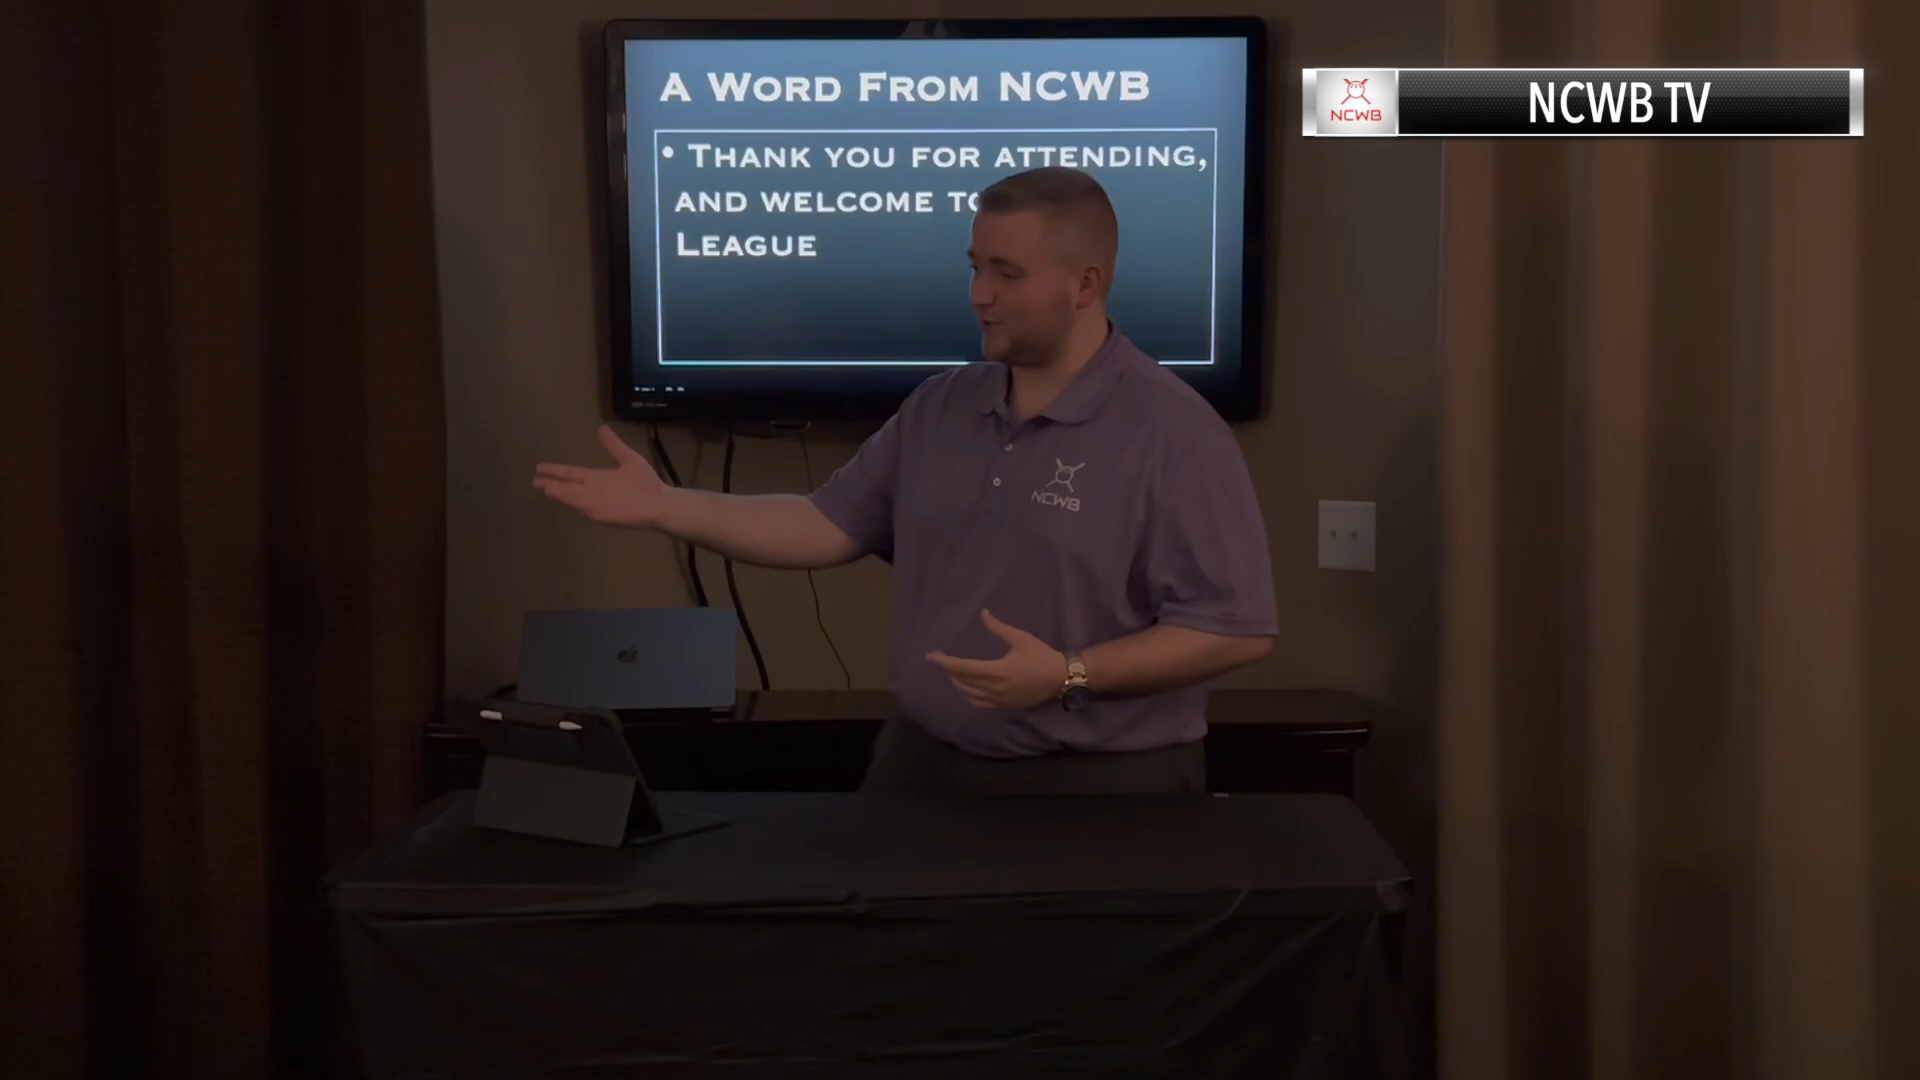 A Word From NCWB
• Thank you for attending,
and welcome to
League
NCWB
NCWB TV
NCWB